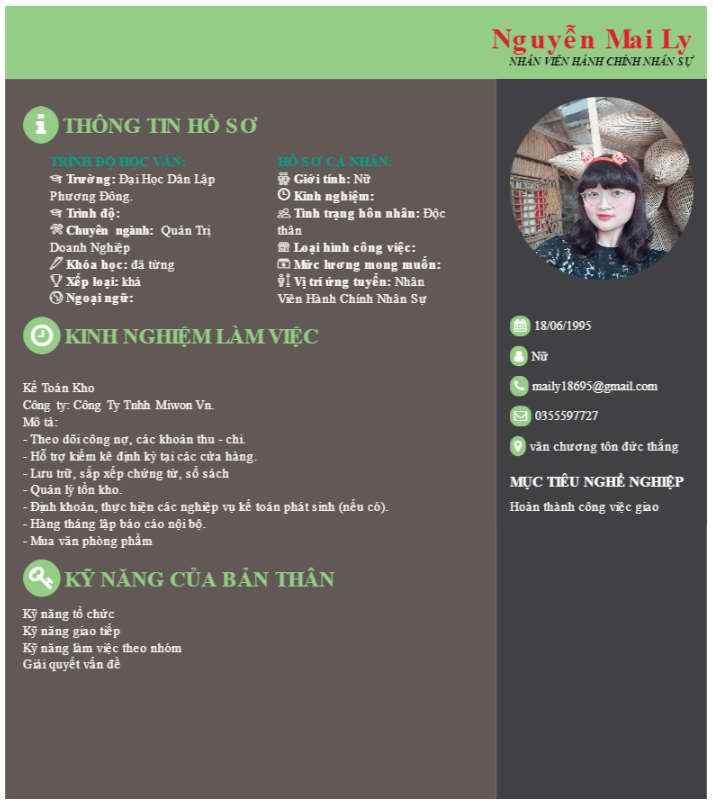 Nguyễn Mai Ly
NHÂN VIÊN HÀNH CHÍNH NHÂN SỰ
THÔNG TIN HỒ SƠ
TRÌNH ĐỘ HỌC VẤN:
Trường: Đại Học Dân Lập
Phương Đông.
Trình độ:
Chuyên ngành: Quản Trị
Doanh Nghiệp
Khóa học: đã từng
Xếp loại: khá
Ngoại ngữ:
HỒ SƠ CÁ NHÂN:
Giới tính: Nữ
Kinh nghiệm:
Tình trạng hôn nhân: Độc
thân
Loại hình công việc:
Mức lương mong muốn:
Vị trí ứng tuyển: Nhân
Viên Hành Chính Nhân Sự
KINH NGHIỆM LÀM VIỆC
Kế Toán Kho
Công ty: Công Ty Tnhh Miwon Vn.
Mô tả:
- Theo dõi công nợ, các khoản thu - chi.
- Hỗ trợ kiểm kê định kỳ tại các cửa hàng.
- Lưu trữ, sắp xếp chứng từ, sổ sách
- Quản lý tồn kho.
- Định khoản, thực hiện các nghiệp vụ kế toán phát sinh (nếu có).
- Hàng tháng lập báo cáo nội bộ.
- Mua văn phòng phẩm
KỸ NĂNG CỦA BẢN THÂN
Kỹ năng tổ chức
Kỹ năng giao tiếp
Kỹ năng làm việc theo nhóm
Giải quyết vấn đề
18/06/1995
Nữ
maily18695@gmail.com
0355597727
văn chương tôn đức thắng
MỤC TIÊU NGHỀ NGHIỆP
Hoàn thành công việc giao